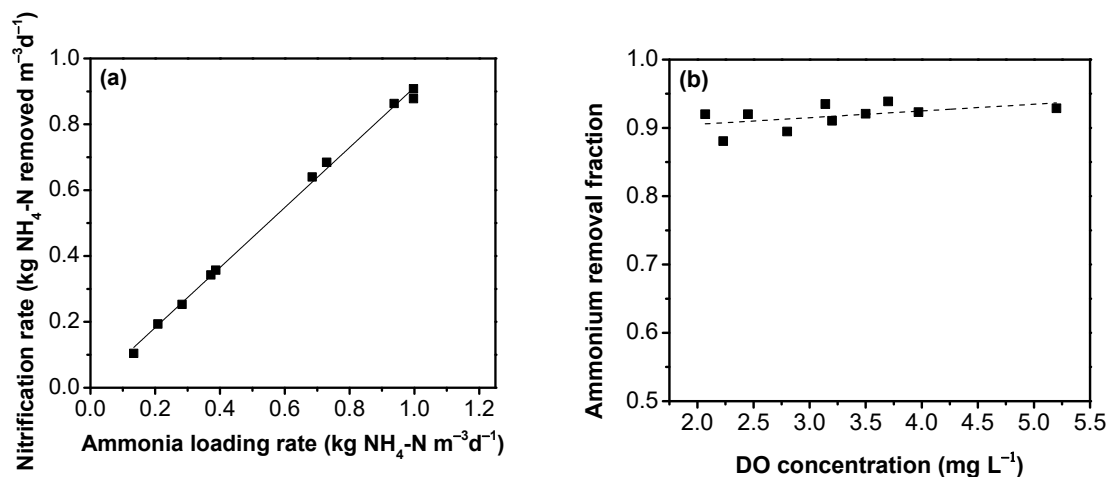 (a)
Nitrification rate (kg NH₄-N removed m⁻³d⁻¹)
1.0
0.8
0.6
0.4
0.2
0.0
0.0 0.2 0.4 0.6 0.8 1.0 1.2
Ammonia loading rate (kg NH₄-N m⁻³d⁻¹)
(b)
Ammonium removal fraction
1.0
0.9
0.8
0.9
0.6
0.5
2.0 2.5 3.0 3.5 4.0 4.5 5.0 5.5
DO concentration (mg L⁻¹)